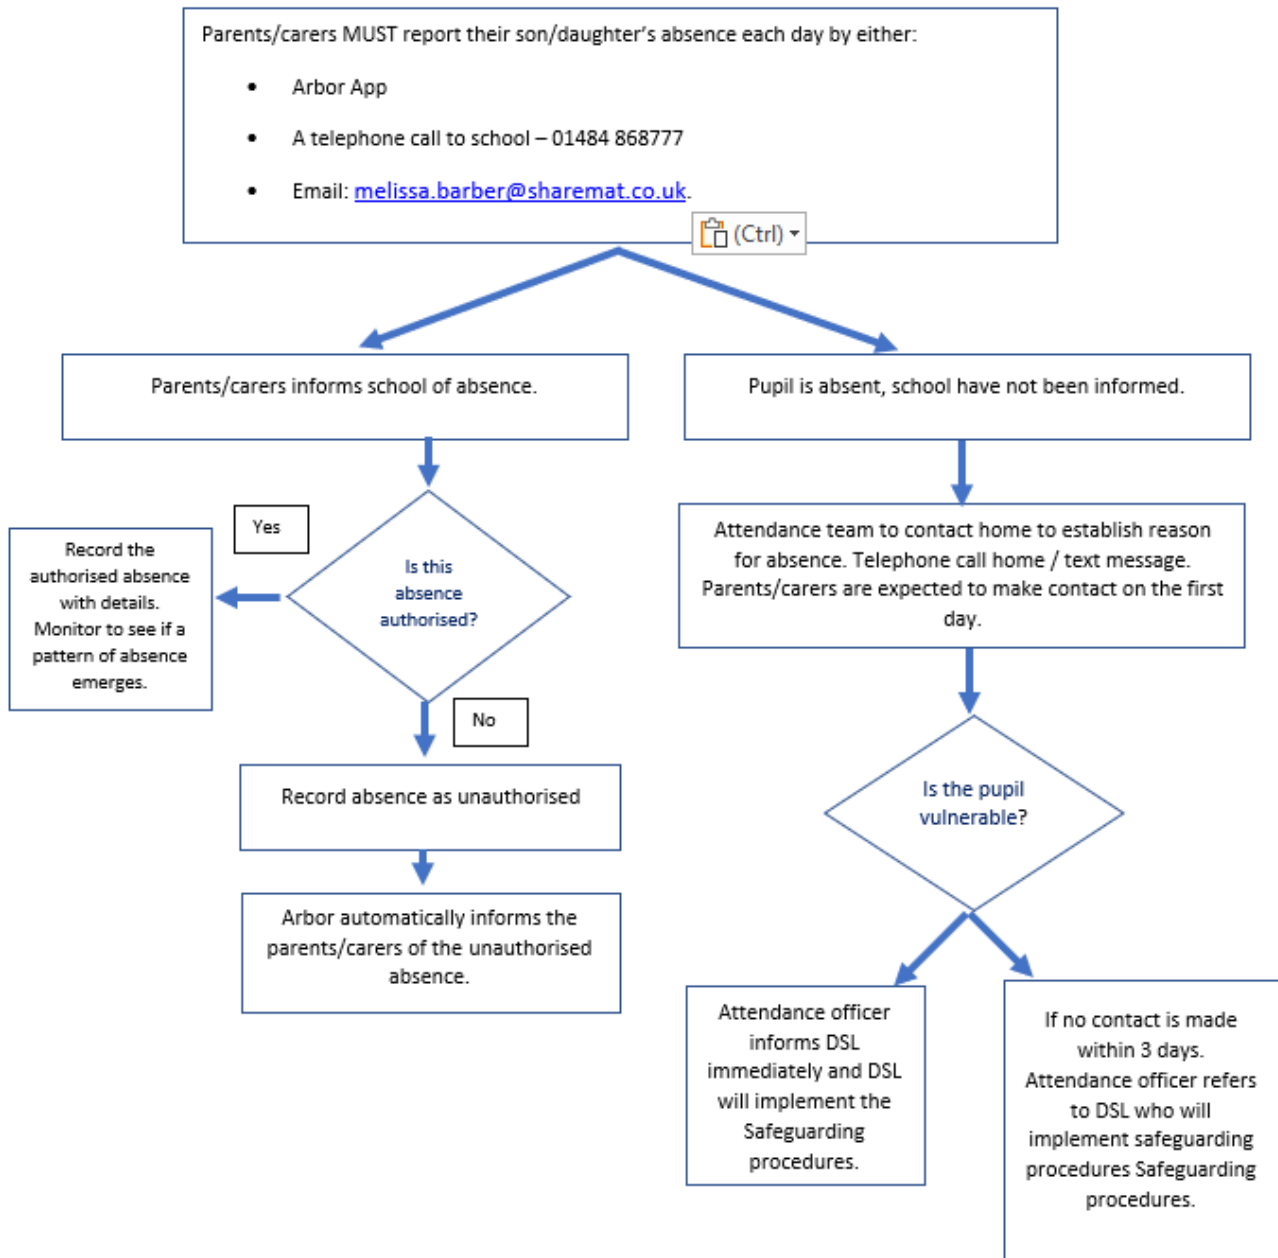 Parents/carers MUST report their son/daughter's absence each day by either:
• Arbor App
• A telephone call to school – 01484 868777
• Email: melissa.barber@sharemat.co.uk.
(Ctrl)
Parents/carers informs school of absence.
Pupil is absent, school have not been informed.
Yes
Record the
authorised absence
with details.
Monitor to see if a
pattern of absence
emerges.
Is this
absence
authorised?
Attendance team to contact home to establish reason
for absence. Telephone call home / text message.
Parents/carers are expected to make contact on the first
day.
No
Record absence as unauthorised
Is the pupil
vulnerable?
Arbor automatically informs the
parents/carers of the unauthorised
absence.
Attendance officer
informs DSL
immediately and DSL
will implement the
Safeguarding
procedures.
If no contact is made
within 3 days.
Attendance officer refers
to DSL who will
implement safeguarding
procedures Safeguarding
procedures.